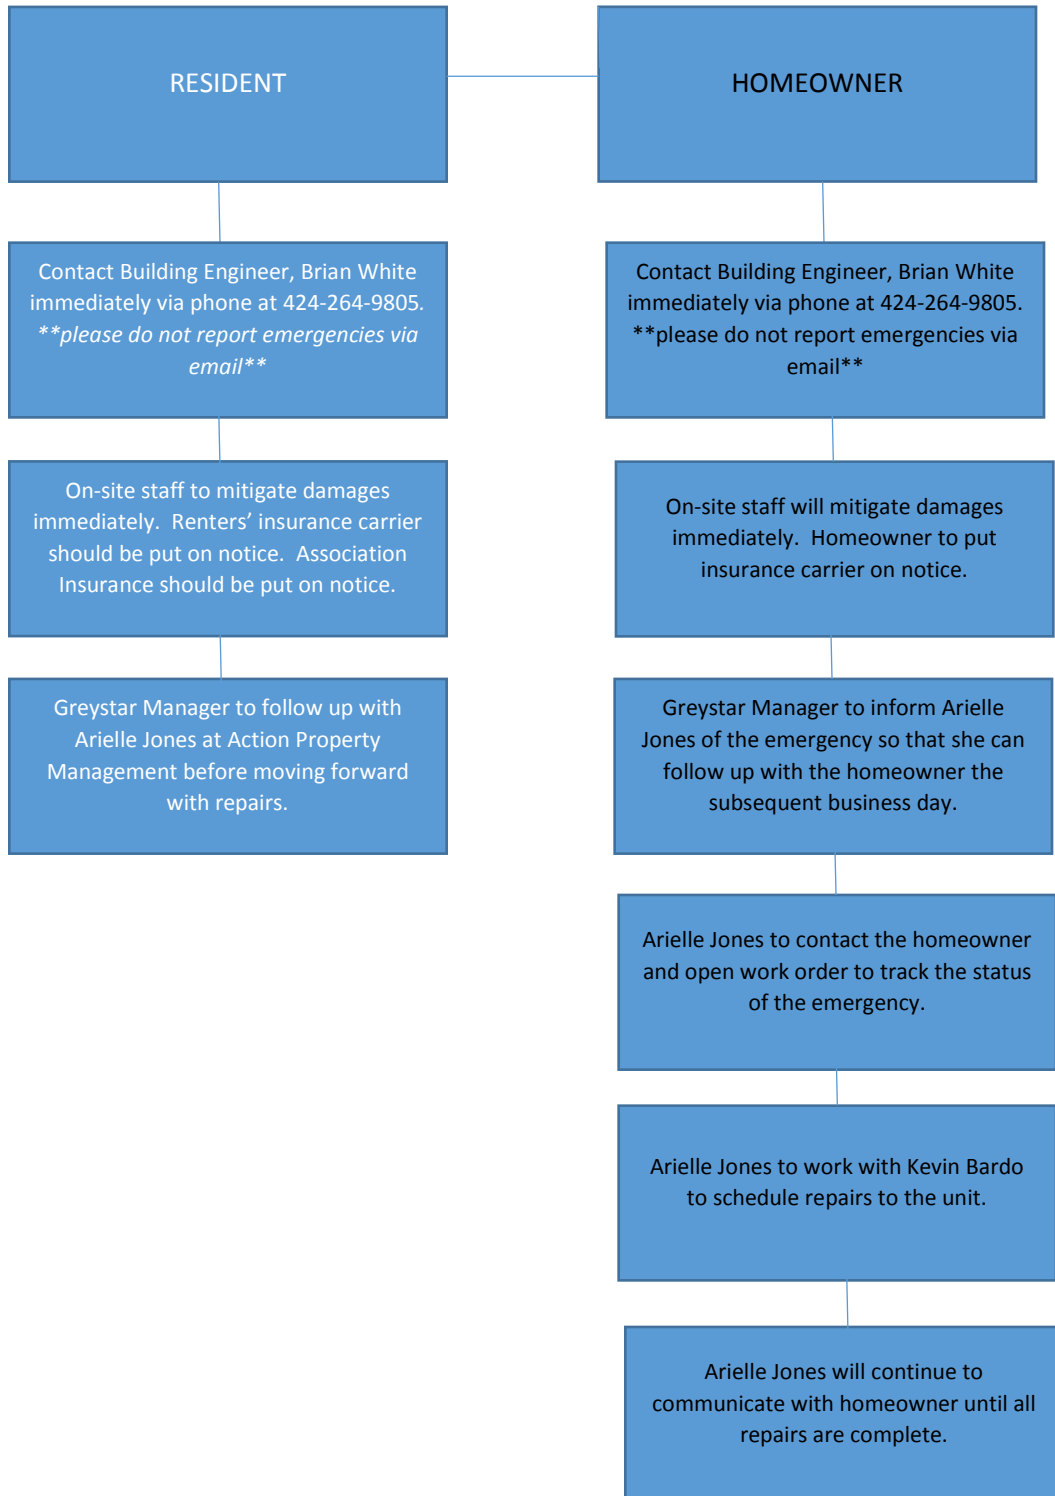 RESIDENT
Contact Building Engineer, Brian White
immediately via phone at 424-264-9805.
**please do not report emergencies via
email**
On-site staff to mitigate damages
immediately.  Renters’ insurance carrier
should be put on notice.  Association
Insurance should be put on notice.
Greystar Manager to follow up with
Arielle Jones at Action Property
Management before moving forward
with repairs.
HOMEOWNER
Contact Building Engineer, Brian White
immediately via phone at 424-264-9805.
**please do not report emergencies via
email**
On-site staff will mitigate damages
immediately.  Homeowner to put
insurance carrier on notice.
Greystar Manager to inform Arielle
Jones of the emergency so that she can
follow up with the homeowner the
subsequent business day.
Arielle Jones to contact the homeowner
and open work order to track the status
of the emergency.
Arielle Jones to work with Kevin Bardo
to schedule repairs to the unit.
Arielle Jones will continue to
communicate with homeowner until all
repairs are complete.